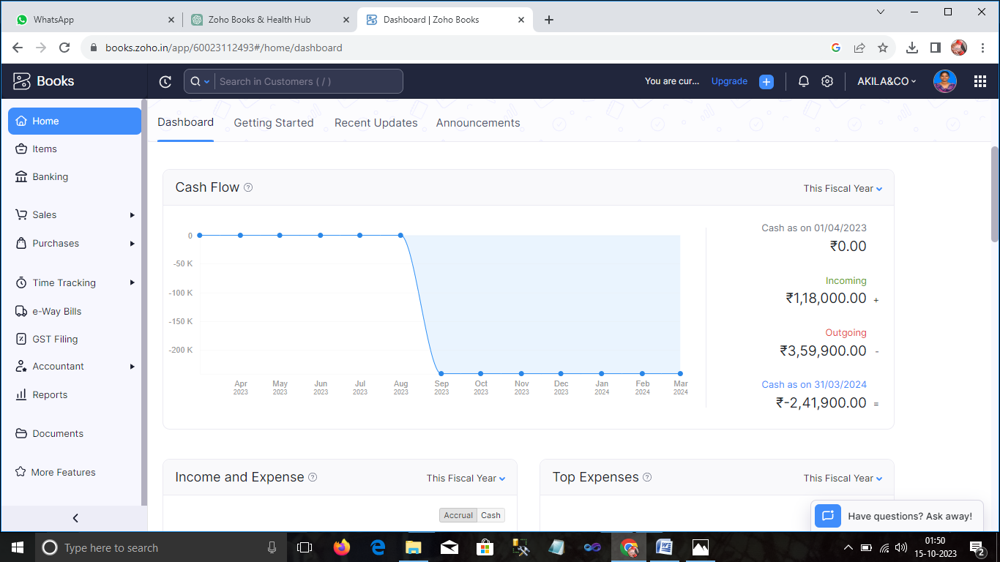 WhatsApp
Zoho Books & Health Hub
Dashboard | Zoho Books
books.zoho.in/app/60023112493#/home/dashboard
Books
Search in Customers ( / )
You are cur...
Upgrade
AKILA&CO
Home
Items
Banking
Sales
Purchases
Time Tracking
e-Way Bills
GST Filing
Accountant
Reports
Documents
More Features
Dashboard
Getting Started
Recent Updates
Announcements
Cash Flow
This Fiscal Year
0
-50 K
-100 K
-150 K
-200 K
Apr 2023
May 2023
Jun 2023
Jul 2023
Aug 2023
Sep 2023
Oct 2023
Nov 2023
Dec 2023
Jan 2024
Feb 2024
Mar 2024
Cash as on 01/04/2023
₹0.00
Incoming
₹1,18,000.00 +
Outgoing
₹3,59,900.00 -
Cash as on 31/03/2024
₹-2,41,900.00 =
Income and Expense
This Fiscal Year
Accrual Cash
Top Expenses
This Fiscal Year
Have questions? Ask away!
Type here to search
01:50
15-10-2023
2